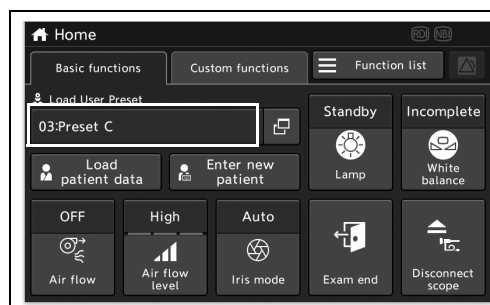 Home
RDI NBI
Basic functions
Custom functions
Function list
Load User Preset
03:Preset C
Standby
Lamp
Incomplete
White
balance
Load
patient data
Enter new
patient
OFF
Air flow
High
Air flow
level
Auto
Iris mode
Exam end
Disconnect
scope